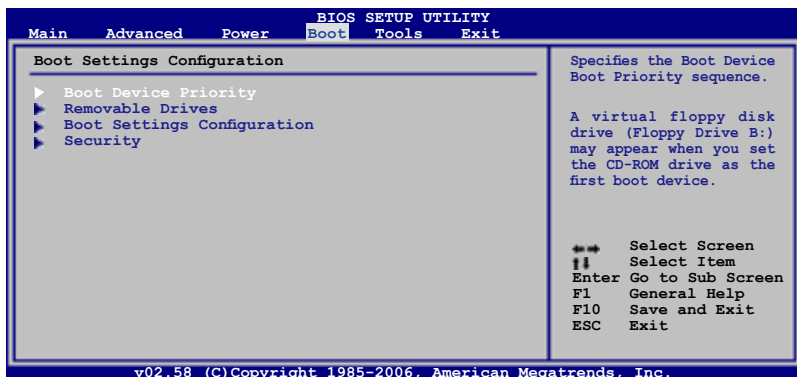 BIOS SETUP UTILITY
Main Advanced Power Boot Tools Exit
Boot Settings Configuration
Boot Device Priority
Removable Drives
Boot Settings Configuration
Security
Specifies the Boot Device
Boot Priority sequence.
A virtual floppy disk
drive (Floppy Drive B:)
may appear when you set
the CD-ROM drive as the
first boot device.
Select Screen
Select Item
Enter Go to Sub Screen
F1 General Help
F10 Save and Exit
ESC Exit
v02.58 (C)Copyright 1985-2006, American Megatrends, Inc.